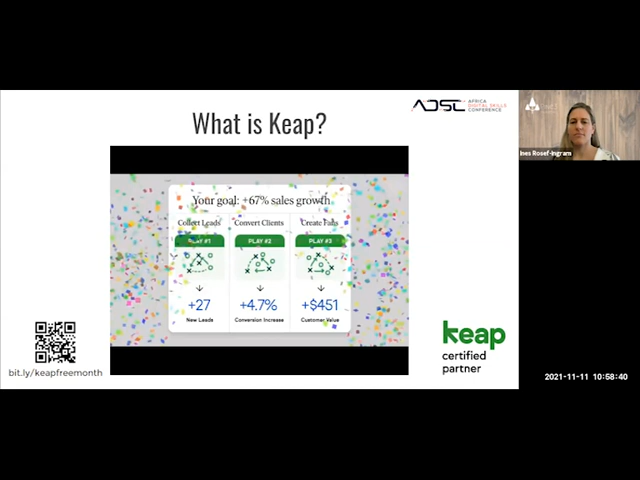 ADSC AFRICA
DIGITAL SKILLS
CONFERENCE
What is Keap?
Ines Rosef-Ingram
Your goal: +67% sales growth
Collect Leads Convert Clients Create Fans
PLAY #1 PLAY #2 PLAY #3
+27 +4.7% +$451
New Leads Conversion Increase Customer Value
keap
certified
partner
bit.ly/keapfreemonth
2021-11-11 10:58:40